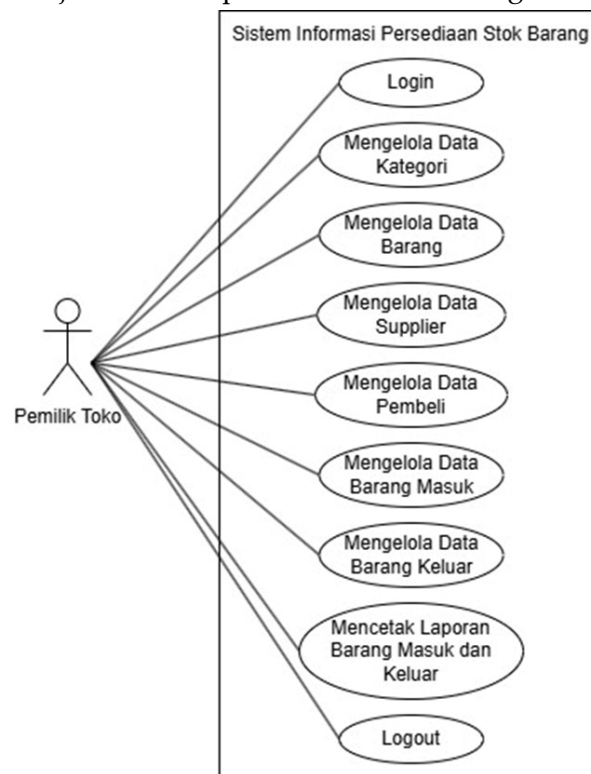 Sistem Informasi Persediaan Stok Barang
Login
Mengelola Data
Kategori
Mengelola Data
Barang
Mengelola Data
Supplier
Mengelola Data
Pembeli
Pemilik Toko
Mengelola Data
Barang Masuk
Mengelola Data
Barang Keluar
Mencetak Laporan
Barang Masuk dan
Keluar
Logout